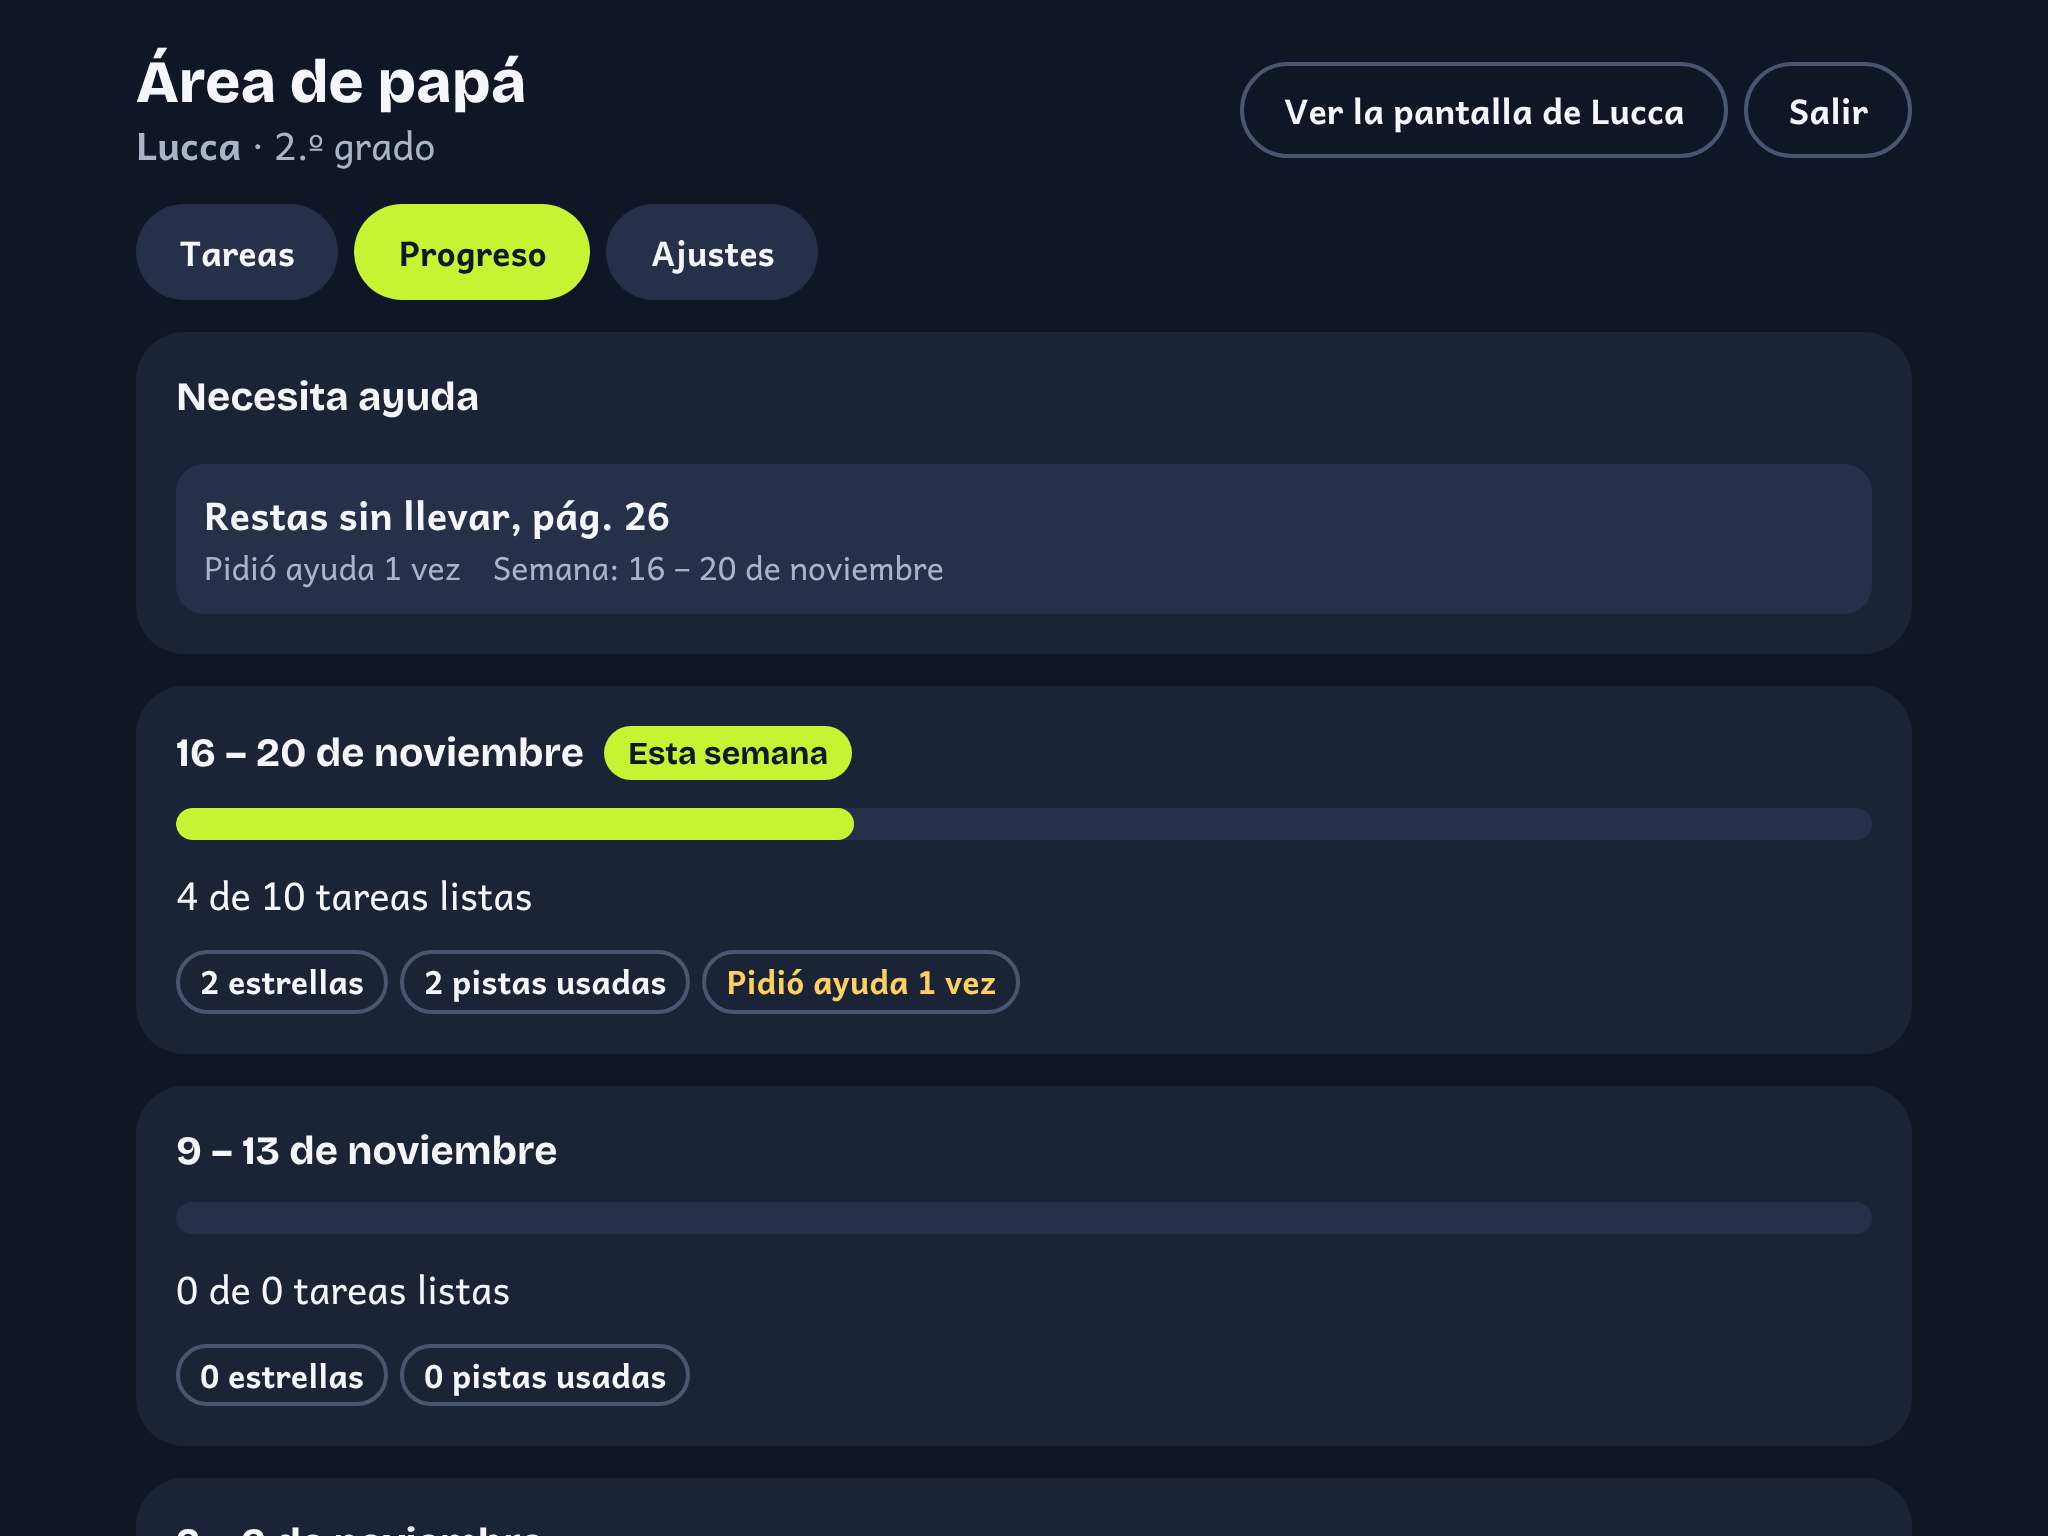 Área de papá
Lucca · 2.º grado
Ver la pantalla de Lucca
Salir
Tareas
Progreso
Ajustes
Necesita ayuda
Restas sin llevar, pág. 26
Pidió ayuda 1 vez Semana: 16 – 20 de noviembre
16 – 20 de noviembre
Esta semana
4 de 10 tareas listas
2 estrellas
2 pistas usadas
Pidió ayuda 1 vez
9 – 13 de noviembre
0 de 0 tareas listas
0 estrellas
0 pistas usadas
de noviembre